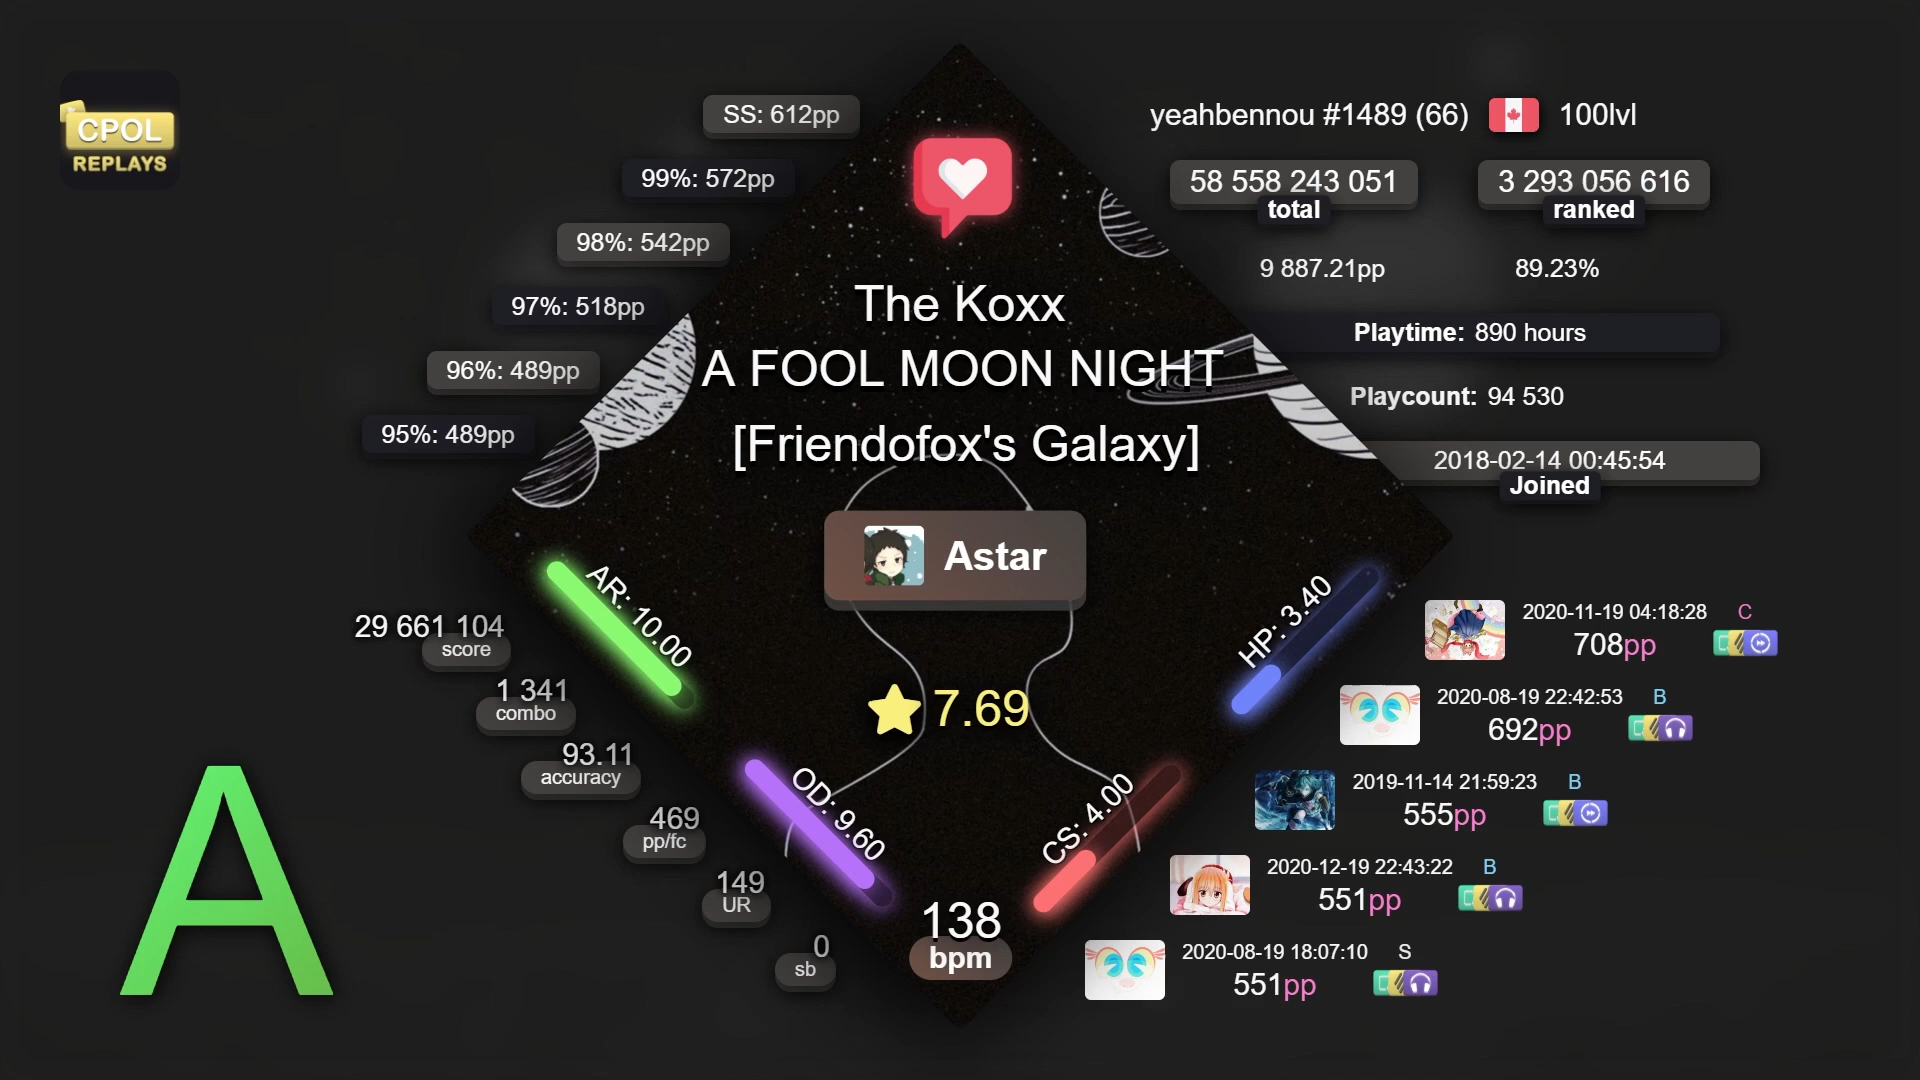 CPOL
REPLAYS
SS: 612pp
99%: 572pp
98%: 542pp
97%: 518pp
96%: 489pp
95%: 489pp
The Koxx
A FOOL MOON NIGHT
[Friendofox's Galaxy]
Astar
7.69
AR: 10.00
OD: 9.60
HP: 3.40
CS: 4.00
138
bpm
29 661 104
score
1 341
combo
93.11
accuracy
469
pp/fc
149
UR
0
sb
A
yeahbennou #1489 (66) 100lvl
58 558 243 051
total
3 293 056 616
ranked
9 887.21pp
89.23%
Playtime: 890 hours
Playcount: 94 530
2018-02-14 00:45:54
Joined
2020-11-19 04:18:28 C
708pp
2020-08-19 22:42:53 B
692pp
2019-11-14 21:59:23 B
555pp
2020-12-19 22:43:22 B
551pp
2020-08-19 18:07:10 S
551pp